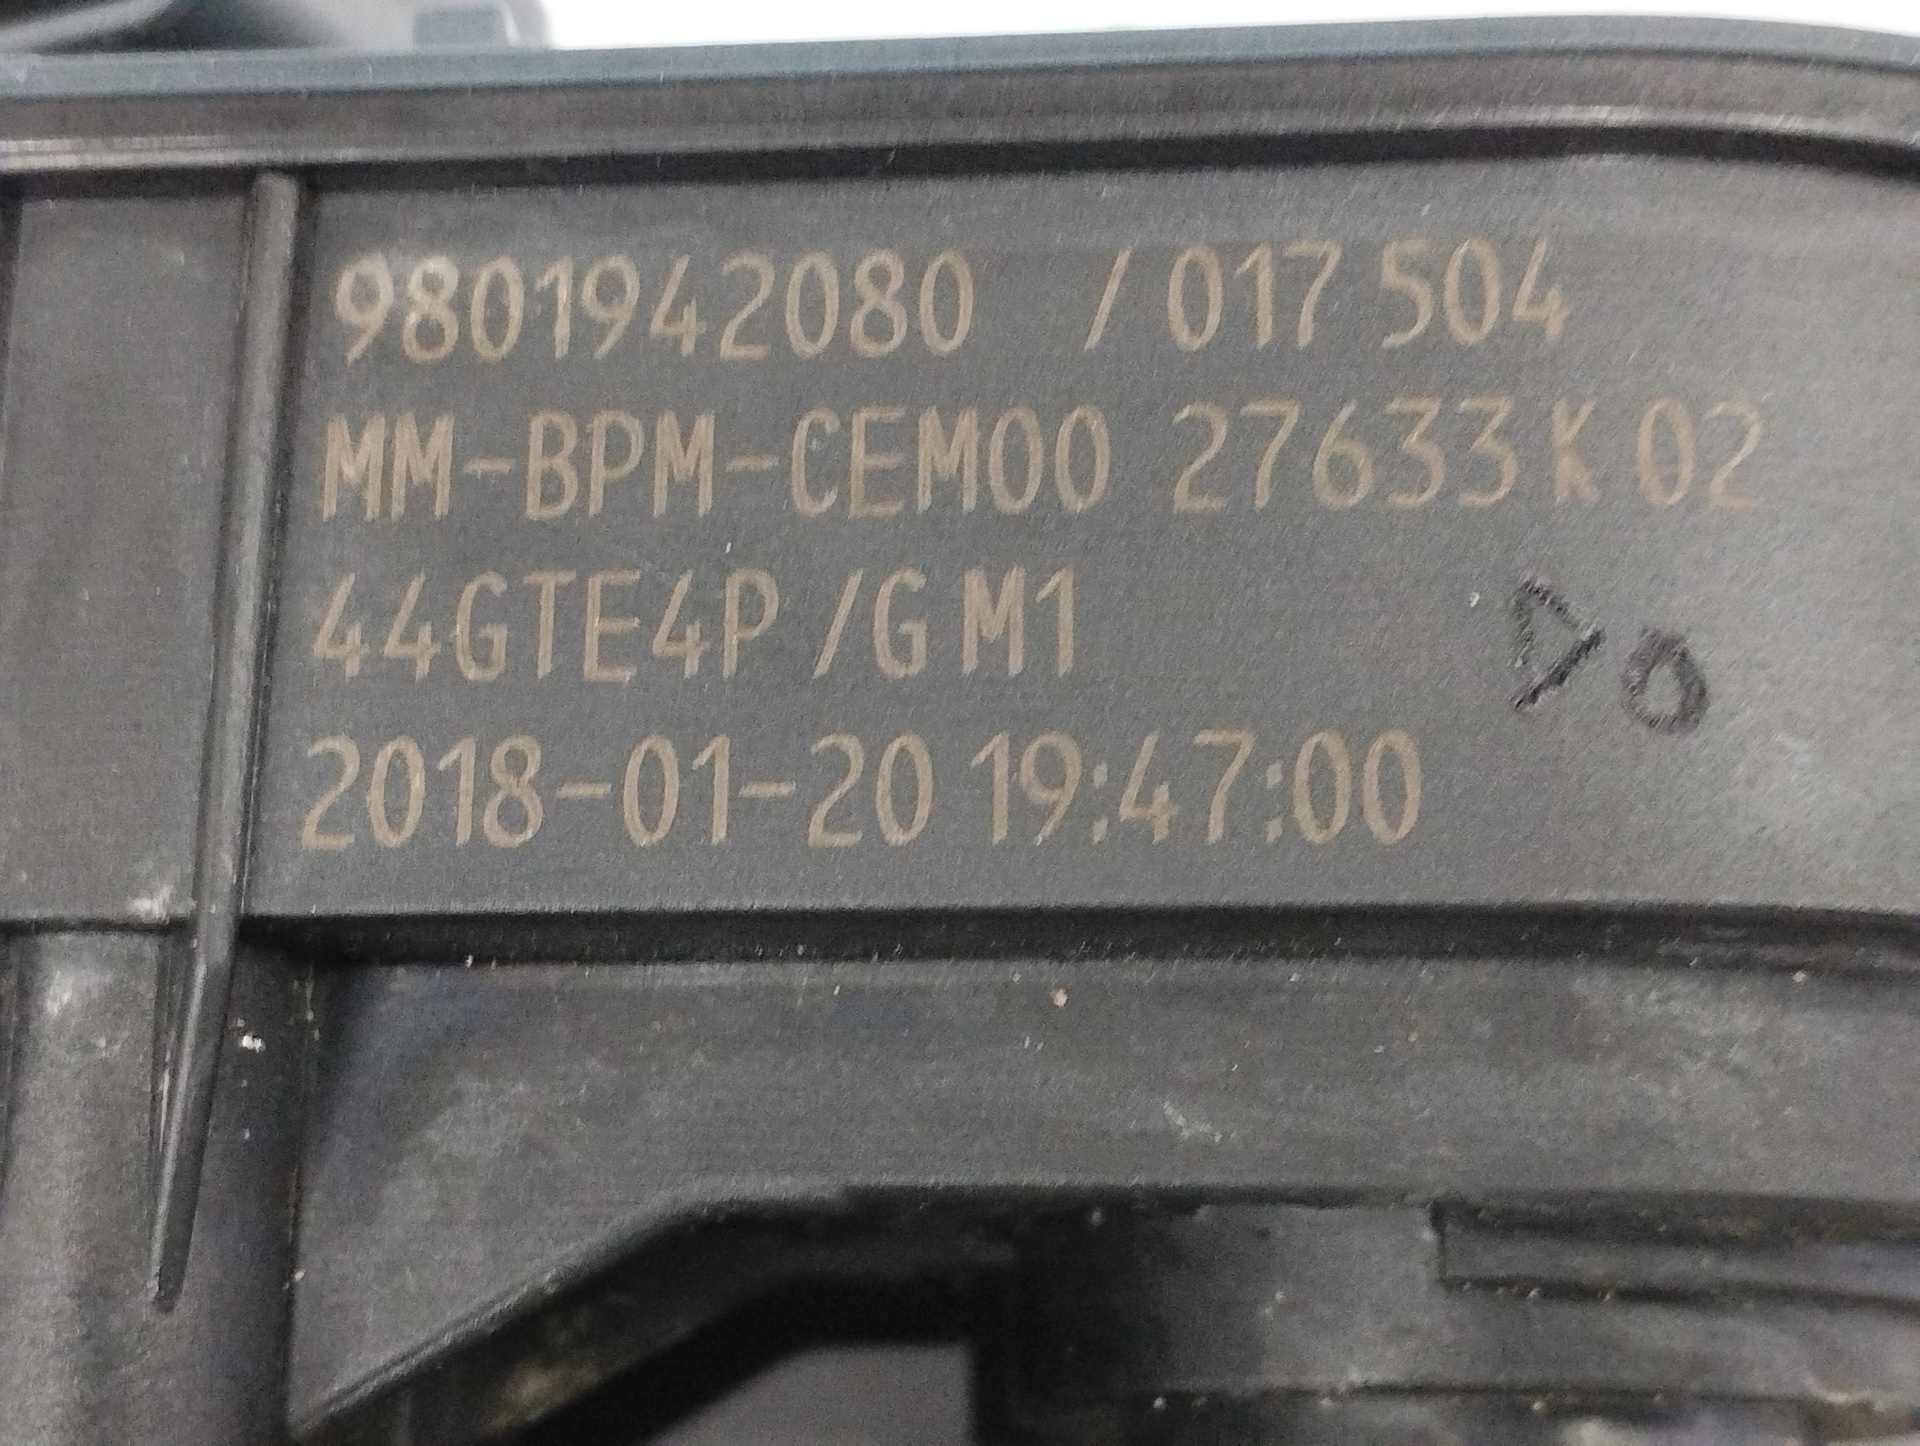 9801942080 /017 504
MM-BPM-CEM00 27633 K 02
44GTE4P /G M1
2018-01-20 19:47:00